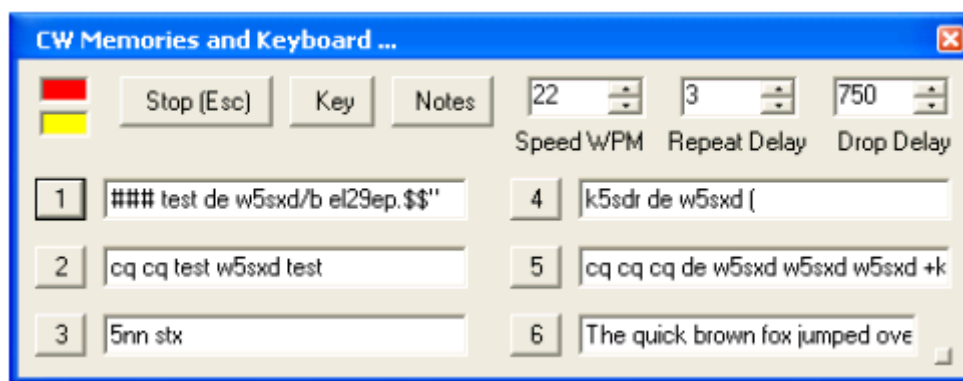 CW Memories and Keyboard ...
Stop (Esc) Key Notes 22 3 750
Speed WPM Repeat Delay Drop Delay
1 ### test de w5sxd/b el29ep.$$" 4 k5sdr de w5sxd (
2 cq cq test w5sxd test 5 cq cq cq de w5sxd w5sxd w5sxd +k
3 5nn stx 6 The quick brown fox jumped ove